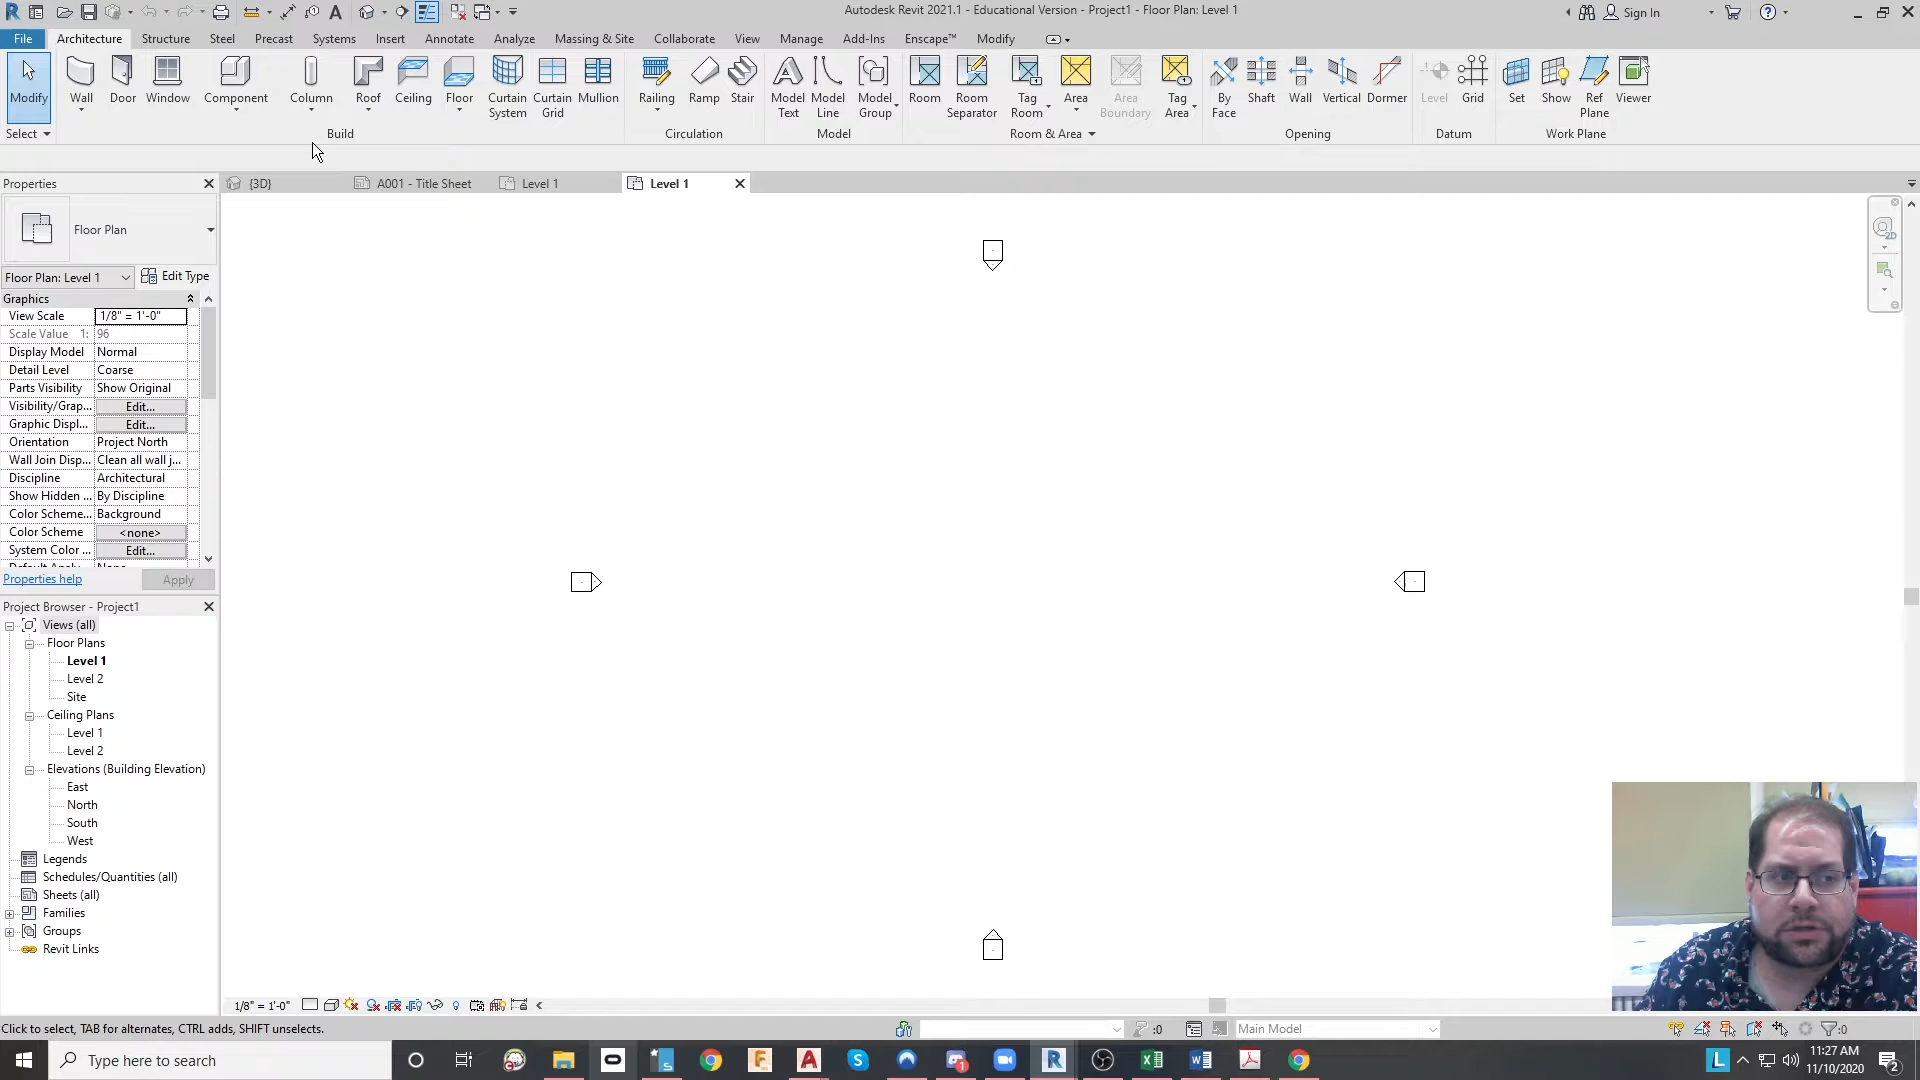 Autodesk Revit 2021.1 - Educational Version - Project1 - Floor Plan: Level 1
Sign In
File Architecture Structure Steel Precast Systems Insert Annotate Analyze Massing & Site Collaborate View Manage Add-Ins Enscape™ Modify
Modify
Wall
Door
Window
Component
Column
Roof
Ceiling
Floor
Curtain System
Curtain Grid
Mullion
Railing
Ramp
Stair
Model Text
Model Line
Model Group
Room
Room Separator
Tag Room
Area
Area Boundary
Tag Area
By Face
Shaft
Wall
Vertical
Dormer
Level
Grid
Set
Show
Ref Plane
Viewer
Select
Build
Circulation
Model
Room & Area
Opening
Datum
Work Plane
Properties
{3D}
A001 - Title Sheet
Level 1
Level 1
Floor Plan
Floor Plan: Level 1
Edit Type
Graphics
View Scale 1/8" = 1'-0"
Scale Value 1: 96
Display Model Normal
Detail Level Coarse
Parts Visibility Show Original
Visibility/Grap... Edit...
Graphic Displ... Edit...
Orientation Project North
Wall Join Disp... Clean all wall j...
Discipline Architectural
Show Hidden ... By Discipline
Color Scheme... Background
Color Scheme <none>
System Color ... Edit...
Properties help
Apply
Project Browser - Project1
Views (all)
Floor Plans
Level 1
Level 2
Site
Ceiling Plans
Level 1
Level 2
Elevations (Building Elevation)
East
North
South
West
Legends
Schedules/Quantities (all)
Sheets (all)
Families
Groups
Revit Links
1/8" = 1'-0"
Click to select, TAB for alternates, CTRL adds, SHIFT unselects.
:0
Main Model
:0
Type here to search
11:27 AM
11/10/2020